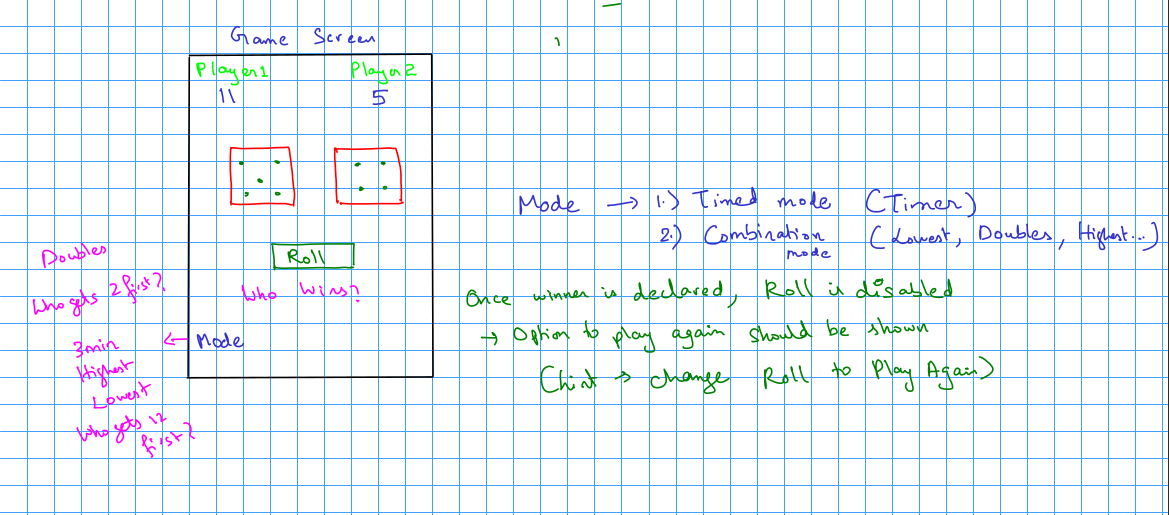 Game Screen
Player1 Player2
11 5
Roll
Who Wins?
Mode
Doubles
Who gets 2 first?
3min
Highest
Lowest
Who gets 12
first?
Mode → 1.) Timed mode (Timer)
2.) Combination mode (Lowest, Doubles, Highest...)
Once winner is declared, Roll is disabled
→ Option to play again should be shown
(hint → change Roll to Play Again)